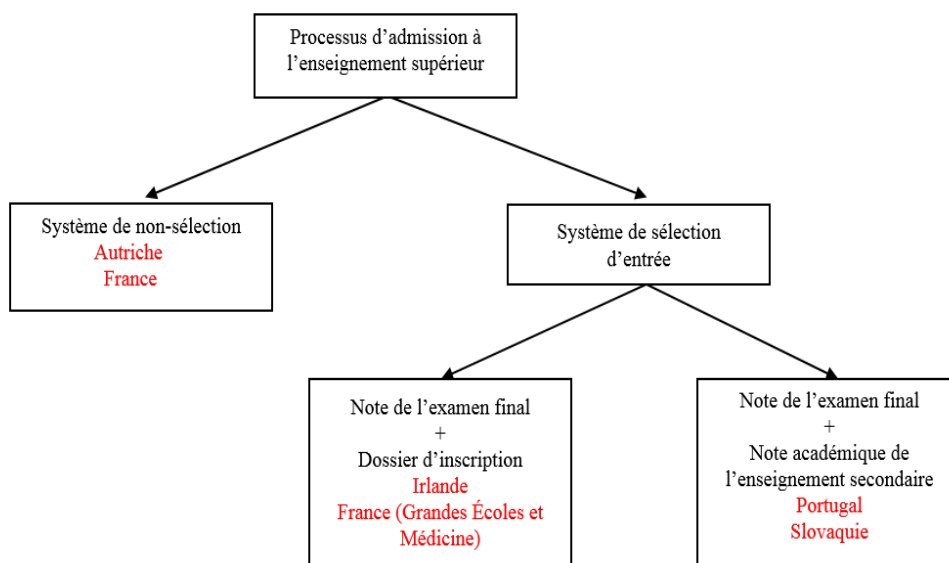 Processus d’admission à
l’enseignement supérieur
Système de non-sélection
Autriche
France
Système de sélection
d’entrée
Note de l’examen final
+
Dossier d’inscription
Irlande
France (Grandes Écoles et
Médicine)
Note de l’examen final
+
Note académique de
l’enseignement secondaire
Portugal
Slovaquie